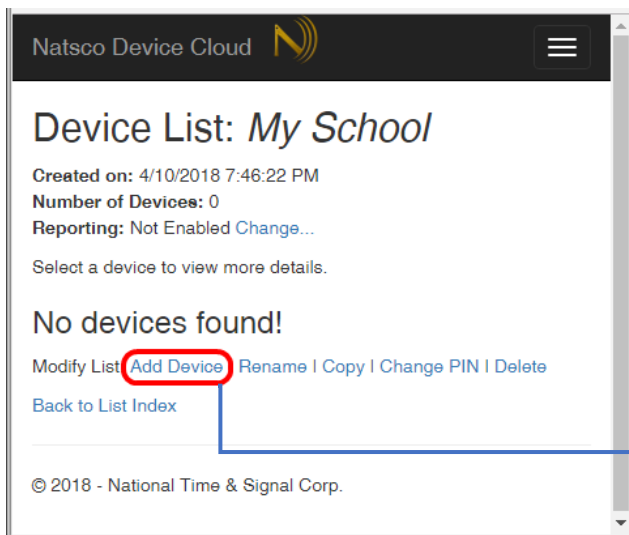 Natsco Device Cloud
Device List: My School
Created on: 4/10/2018 7:46:22 PM
Number of Devices: 0
Reporting: Not Enabled Change...
Select a device to view more details.
No devices found!
Modify List: Add Device | Rename | Copy | Change PIN | Delete
Back to List Index
© 2018 - National Time & Signal Corp.